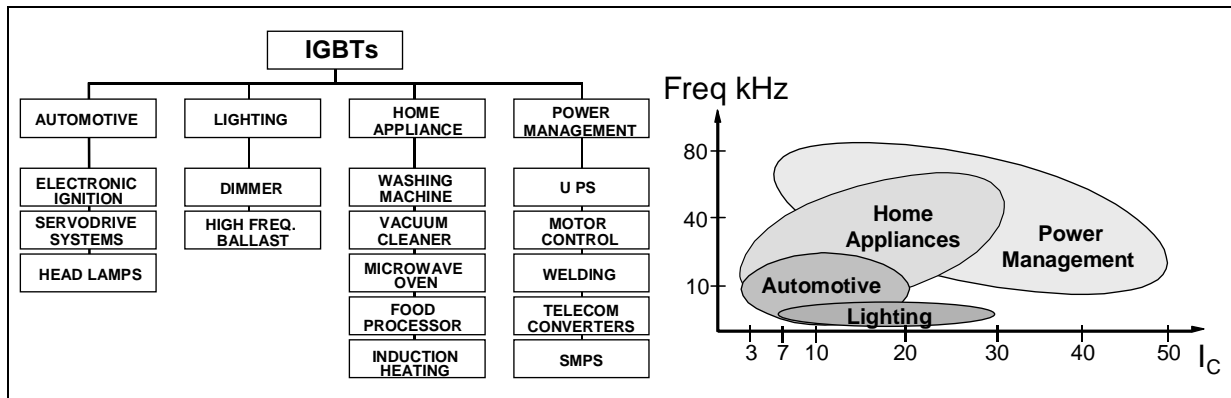 IGBTs
AUTOMOTIVE
ELECTRONIC
IGNITION
SERVODRIVE
SYSTEMS
HEAD LAMPS
LIGHTING
DIMMER
HIGH FREQ.
BALLAST
HOME
APPLIANCE
WASHING
MACHINE
VACUUM
CLEANER
MICROWAVE
OVEN
FOOD
PROCESSOR
INDUCTION
HEATING
POWER
MANAGEMENT
U PS
MOTOR
CONTROL
WELDING
TELECOM
CONVERTERS
SMPS
Freq kHz
80
40
10
Home
Appliances
Power
Management
Automotive
Lighting
3 7 10 20 30 40 50
IC